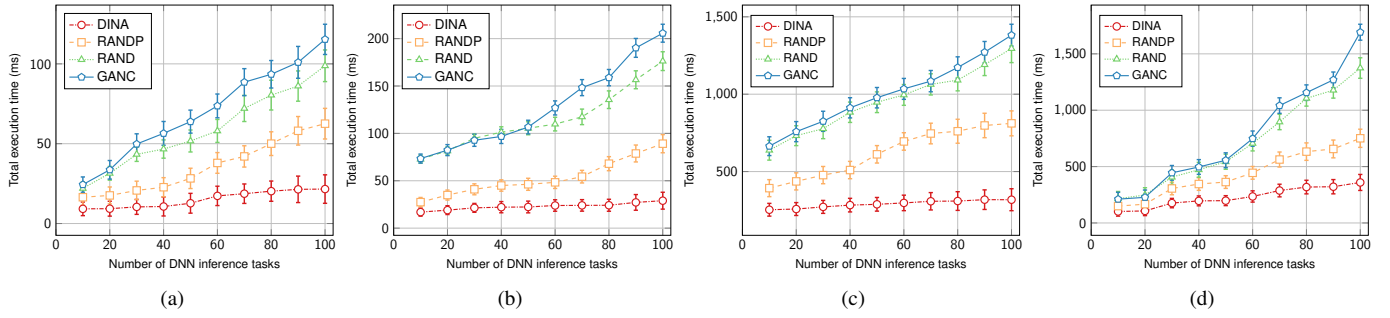 DINA
RANDP
RAND
GANC
100
50
0
0 20 40 60 80 100
Total execution time (ms)
Number of DNN inference tasks
(a)
DINA
RANDP
RAND
GANC
200
150
100
50
0
0 20 40 60 80 100
Total execution time (ms)
Number of DNN inference tasks
(b)
DINA
RANDP
RAND
GANC
1,500
1,000
500
0 20 40 60 80 100
Total execution time (ms)
Number of DNN inference tasks
(c)
DINA
RANDP
RAND
GANC
1,500
1,000
500
0
0 20 40 60 80 100
Total execution time (ms)
Number of DNN inference tasks
(d)